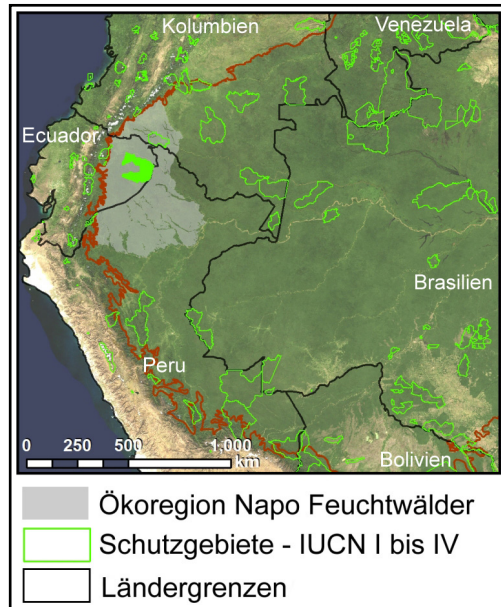 Kolumbien
Venezuela
Ecuador
Brasilien
Peru
Bolivien
0 250 500 1,000
km
Ökoregion Napo Feuchtwälder
Schutzgebiete - IUCN I bis IV
Ländergrenzen